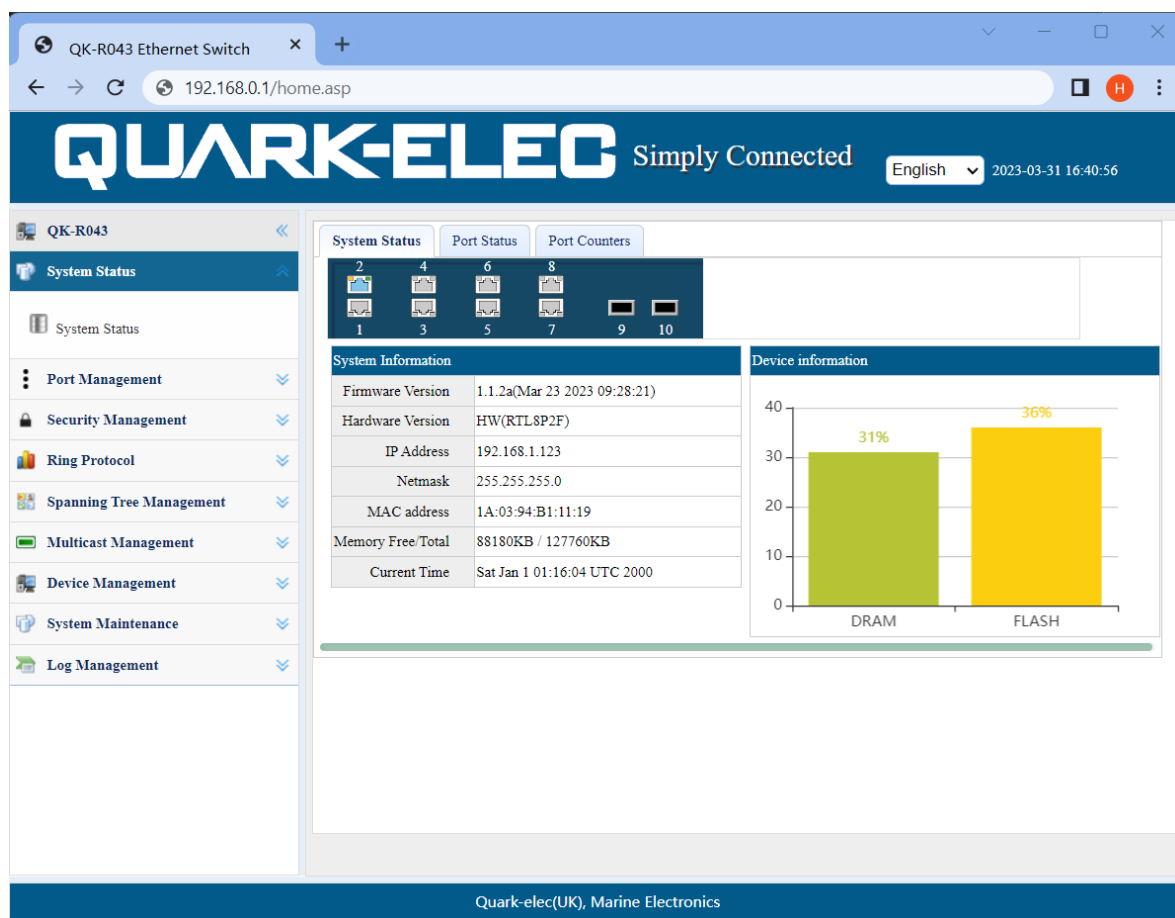 QK-R043 Ethernet Switch
192.168.0.1/home.asp
H
QUARK-ELEC Simply Connected
English
2023-03-31 16:40:56
QK-R043
System Status
System Status
Port Management
Security Management
Ring Protocol
Spanning Tree Management
Multicast Management
Device Management
System Maintenance
Log Management
System Status Port Status Port Counters
2 4 6 8
1 3 5 7 9 10
System Information
Firmware Version 1.1.2a(Mar 23 2023 09:28:21)
Hardware Version HW(RTL8P2F)
IP Address 192.168.1.123
Netmask 255.255.255.0
MAC address 1A:03:94:B1:11:19
Memory Free/Total 88180KB / 127760KB
Current Time Sat Jan 1 01:16:04 UTC 2000
Device information
40
36%
31%
30
20
10
0
DRAM FLASH
Quark-elec(UK), Marine Electronics